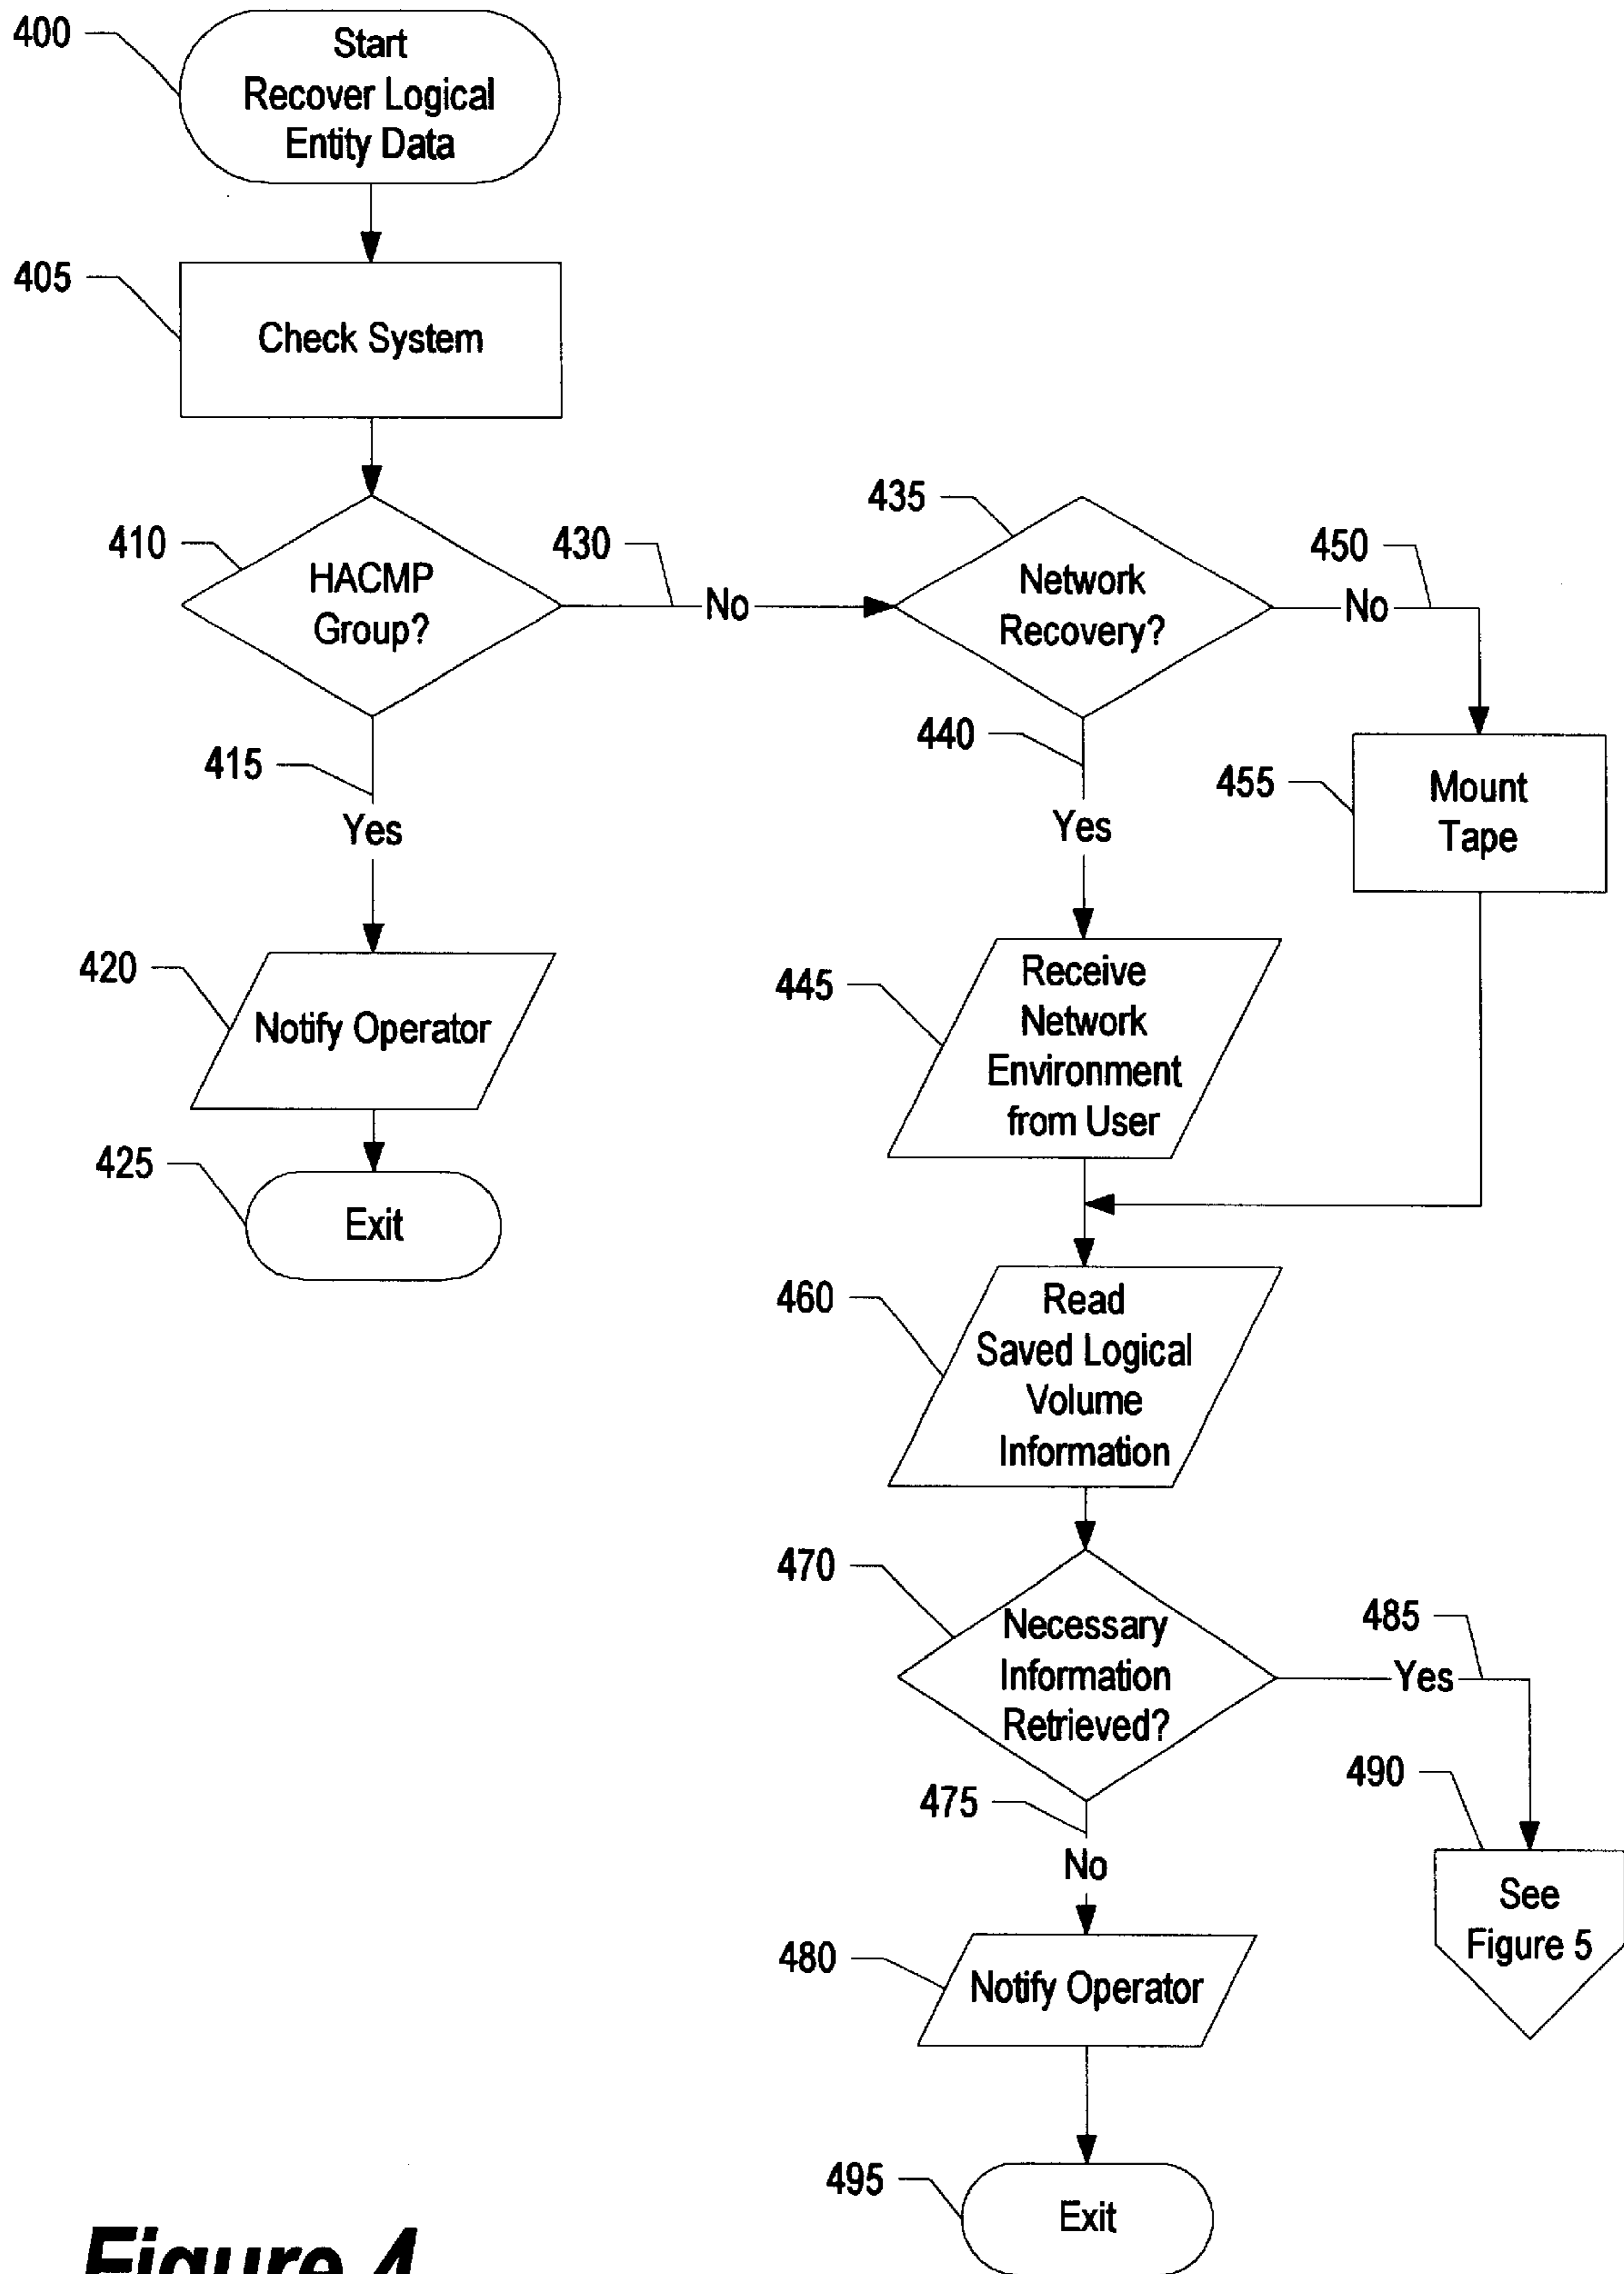 400
Start
Recover Logical
Entity Data
405
Check System
410
HACMP
Group?
430
No
435
Network
Recovery?
450
No
415
Yes
440
Yes
455
Mount
Tape
420
Notify Operator
445
Receive
Network
Environment
from User
425
Exit
460
Read
Saved Logical
Volume
Information
470
Necessary
Information
Retrieved?
485
Yes
475
No
490
See
Figure 5
480
Notify Operator
495
Exit
Figure 4